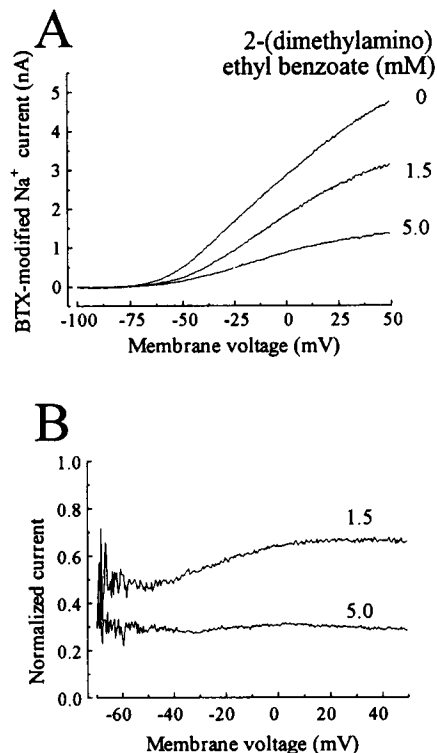 A
2-(dimethylamino)
ethyl benzoate (mM)
BTX-modified Na⁺ current (nA)
5
4
3
2
1
0
0
1.5
5.0
-100 -75 -50 -25 0 25 50
Membrane voltage (mV)
B
Normalized current
1.0
0.8
0.6
0.4
0.2
0.0
1.5
5.0
-60 -40 -20 0 20 40
Membrane voltage (mV)